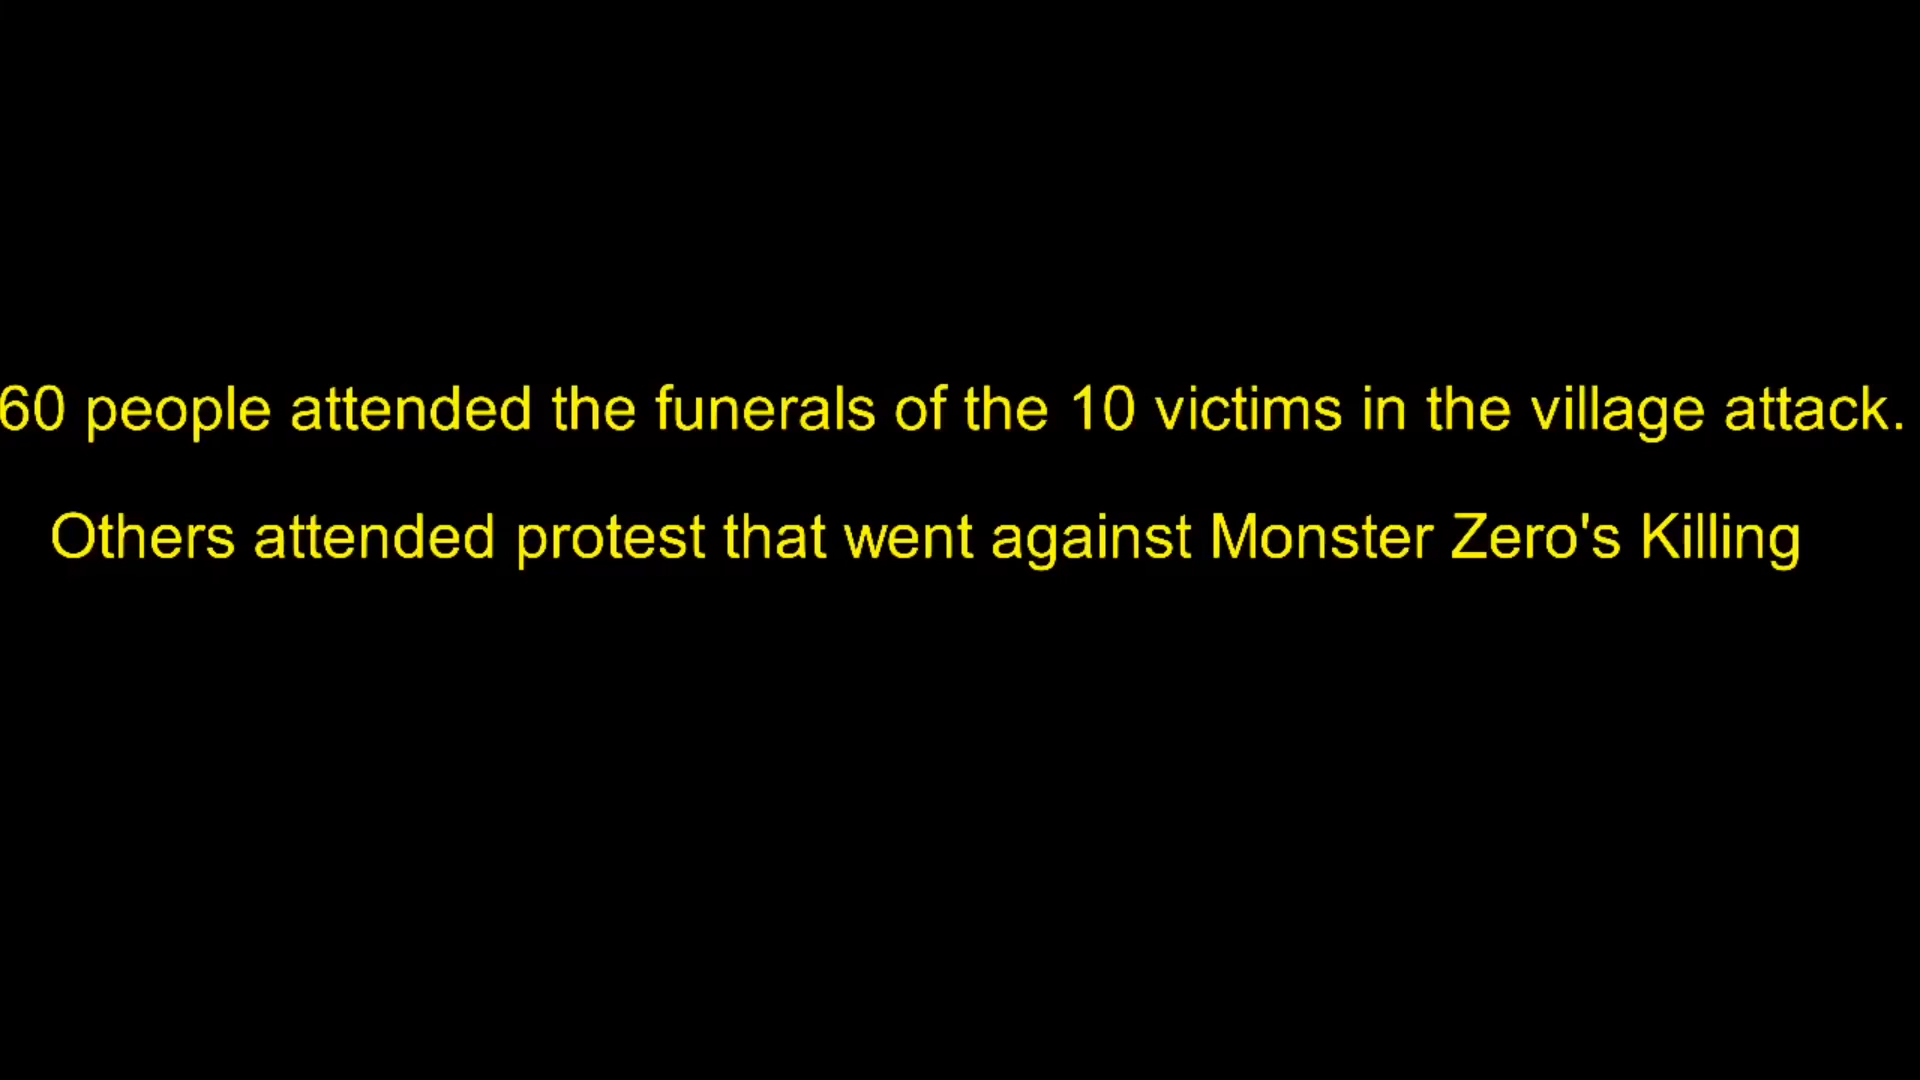 60 people attended the funerals of the 10 victims in the village attack.
Others attended protest that went against Monster Zero's Killing